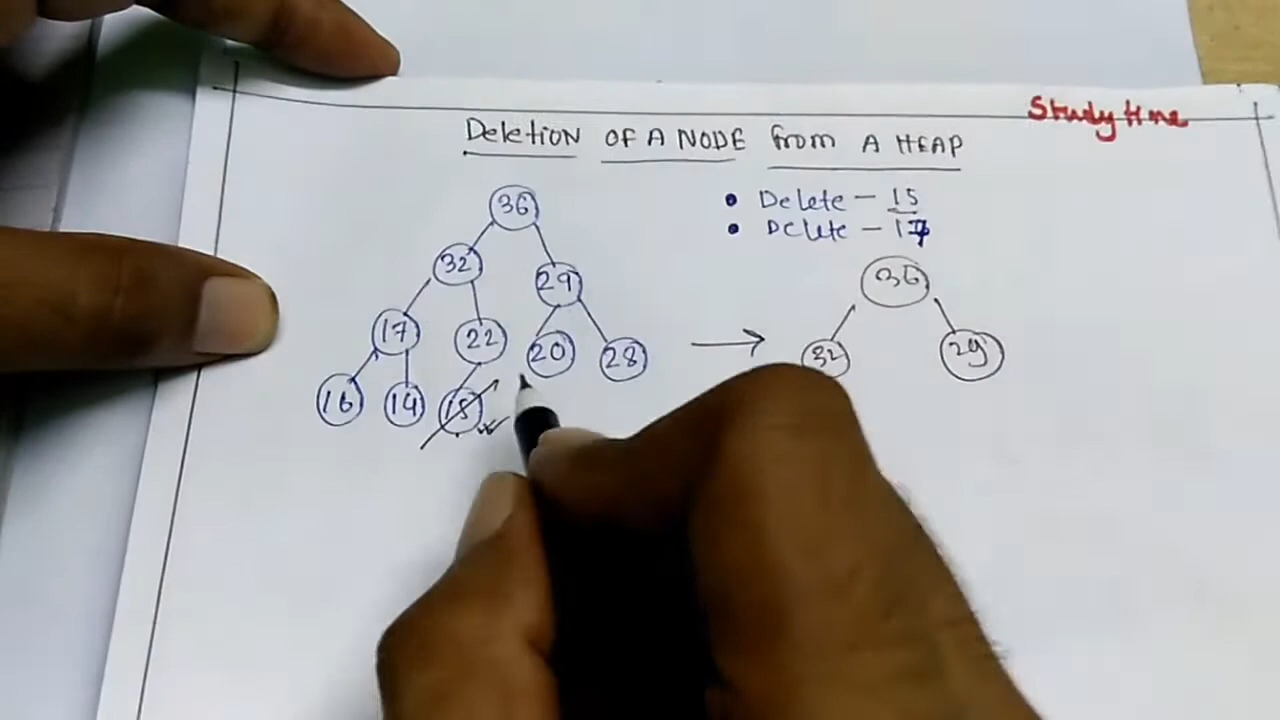 Study time
Deletion OF A NODE from A HEAP
• Delete - 15
• Delete - 17
36
32 29
17 22 20 28
16 14 15
36
32 29